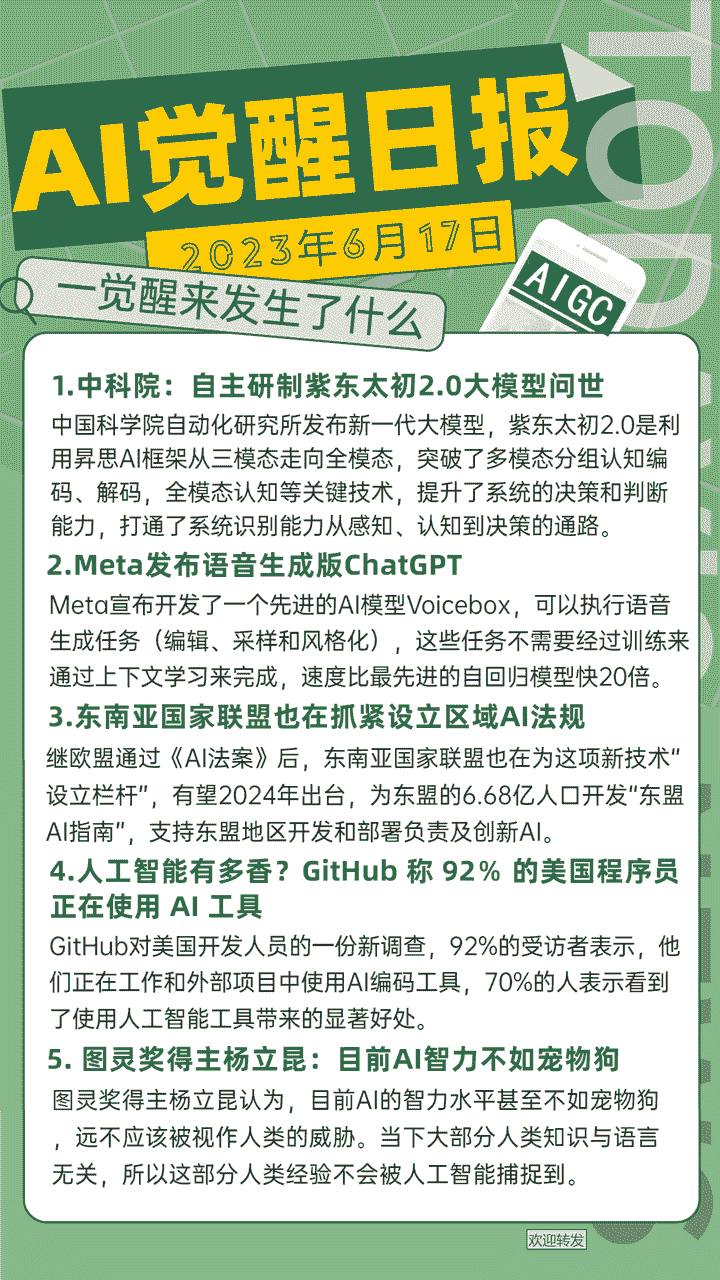 AI觉醒日报
2023年6月17日
一觉醒来发生了什么
AIGC
1.中科院：自主研制紫东太初2.0大模型问世
中国科学院自动化研究所发布新一代大模型，紫东太初2.0是利
用昇思AI框架从三模态走向全模态，突破了多模态分组认知编
码、解码，全模态认知等关键技术，提升了系统的决策和判断
能力，打通了系统识别能力从感知、认知到决策的通路。
2.Meta发布语音生成版ChatGPT
Meta宣布开发了一个先进的AI模型Voicebox，可以执行语音
生成任务（编辑、采样和风格化），这些任务不需要经过训练来
通过上下文学习来完成，速度比最先进的自回归模型快20倍。
3.东南亚国家联盟也在抓紧设立区域AI法规
继欧盟通过《AI法案》后，东南亚国家联盟也在为这项新技术“
设立栏杆”，有望2024年出台，为东盟的6.68亿人口开发“东盟
AI指南”，支持东盟地区开发和部署负责及创新AI。
4.人工智能有多香？GitHub 称 92% 的美国程序员
正在使用 AI 工具
GitHub对美国开发人员的一份新调查，92%的受访者表示，他
们正在工作和外部项目中使用AI编码工具，70%的人表示看到
了使用人工智能工具带来的显著好处。
5. 图灵奖得主杨立昆：目前AI智力不如宠物狗
图灵奖得主杨立昆认为，目前AI的智力水平甚至不如宠物狗
，远不应该被视作人类的威胁。当下大部分人类知识与语言
无关，所以这部分人类经验不会被人工智能捕捉到。
欢迎转发